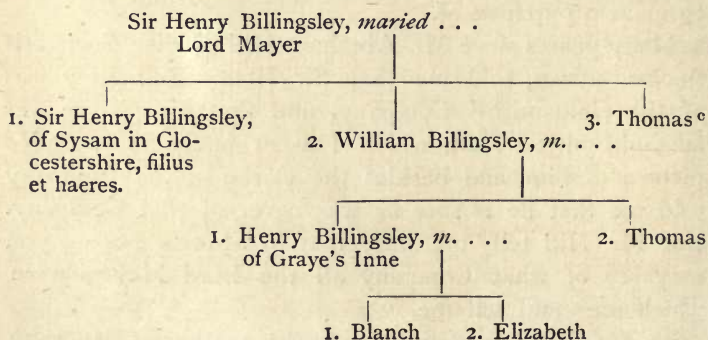 Sir Henry Billingsley, maried . . .
Lord Mayer
1. Sir Henry Billingsley,
of Sysam in Glo-
cestershire, filius
et haeres.
2. William Billingsley, m. . . .
3. Thomas c
1. Henry Billingsley, m. . . .
of Graye's Inne
2. Thomas
1. Blanch 2. Elizabeth